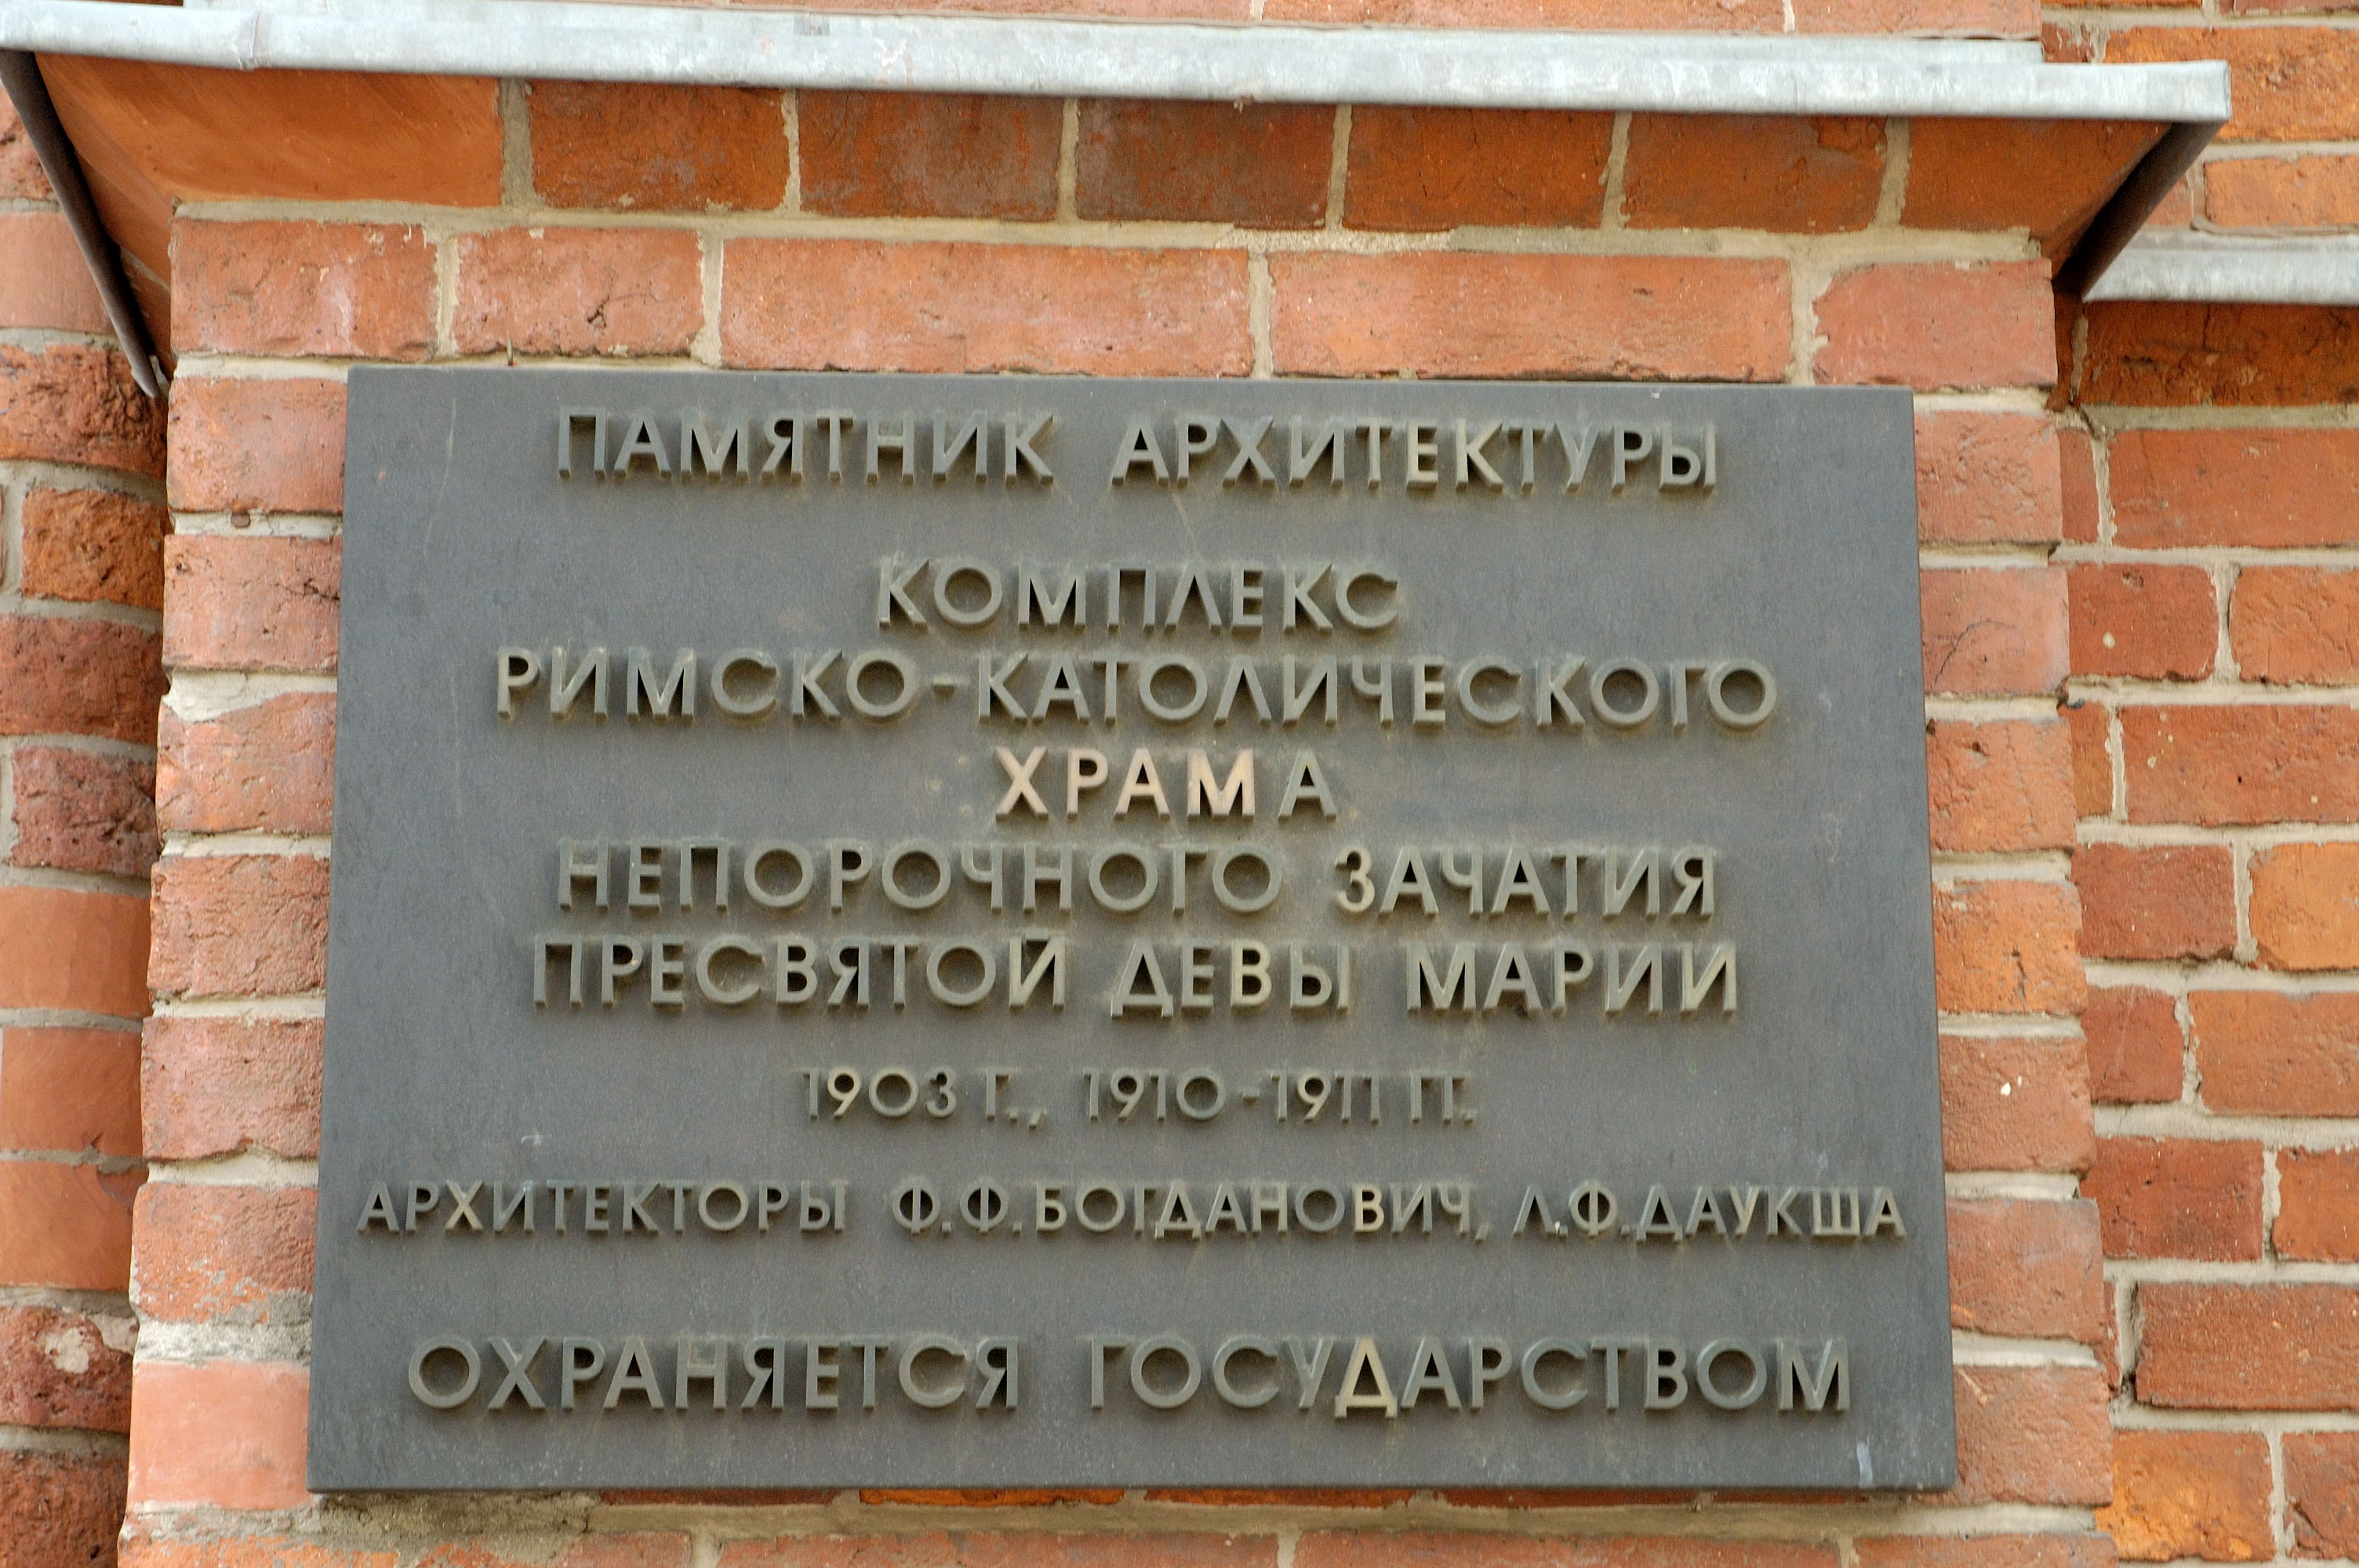 ПАМЯТНИК АРХИТЕКТУРЫ
КОМПЛЕКС
РИМСКО-КАТОЛИЧЕСКОГО
ХРАМА
НЕПОРОЧНОГО ЗАЧАТИЯ
ПРЕСВЯТОЙ ДЕВЫ МАРИИ
1903 Г., 1910-1911 ГГ.
АРХИТЕКТОРЫ Ф.Ф.БОГДАНОВИЧ, Л.Ф.ДАУКША
ОХРАНЯЕТСЯ ГОСУДАРСТВОМ